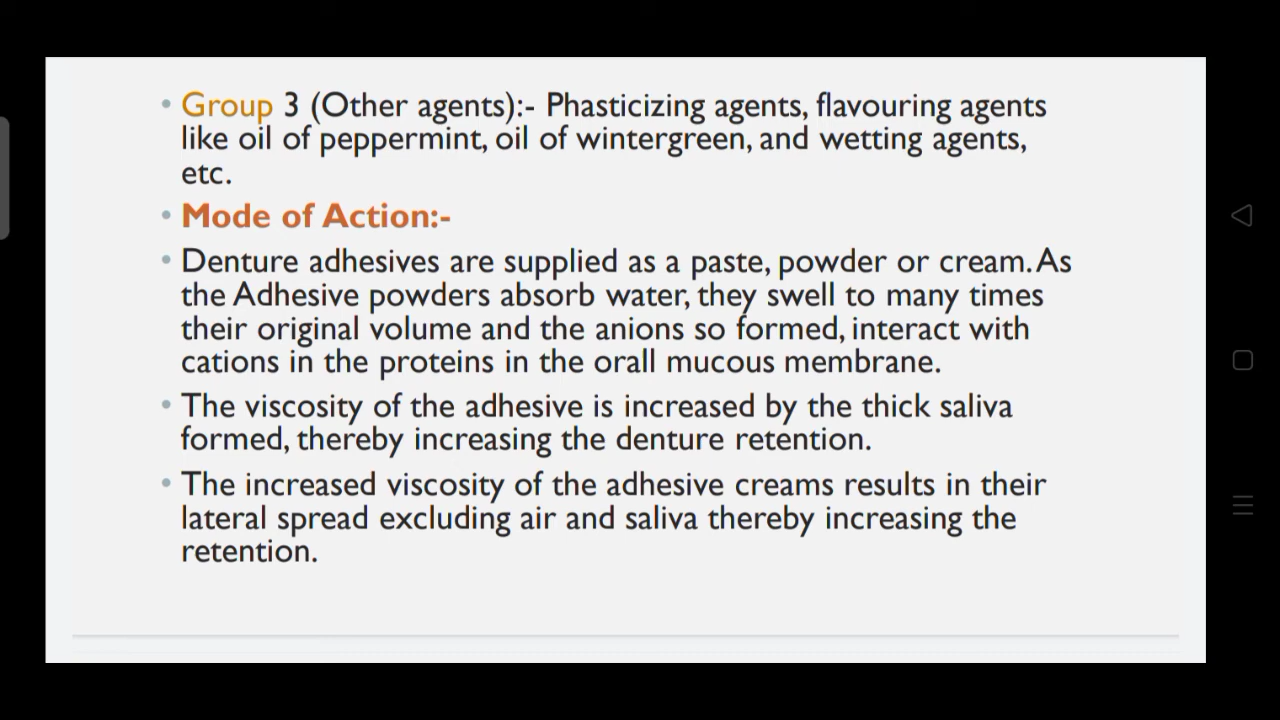 • Group 3 (Other agents):- Phasticizing agents, flavouring agents
like oil of peppermint, oil of wintergreen, and wetting agents,
etc.
• Mode of Action:-
• Denture adhesives are supplied as a paste, powder or cream. As
the Adhesive powders absorb water, they swell to many times
their original volume and the anions so formed, interact with
cations in the proteins in the orall mucous membrane.
• The viscosity of the adhesive is increased by the thick saliva
formed, thereby increasing the denture retention.
• The increased viscosity of the adhesive creams results in their
lateral spread excluding air and saliva thereby increasing the
retention.